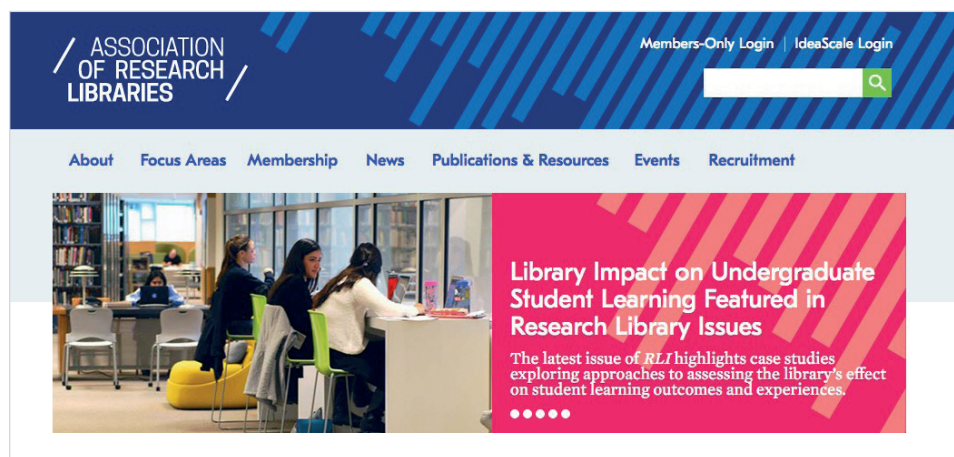 ASSOCIATION
OF RESEARCH
LIBRARIES
Members-Only Login | IdeaScale Login
About Focus Areas Membership News Publications & Resources Events Recruitment
Library Impact on Undergraduate
Student Learning Featured in
Research Library Issues
The latest issue of RLI highlights case studies
exploring approaches to assessing the library's effect
on student learning outcomes and experiences.